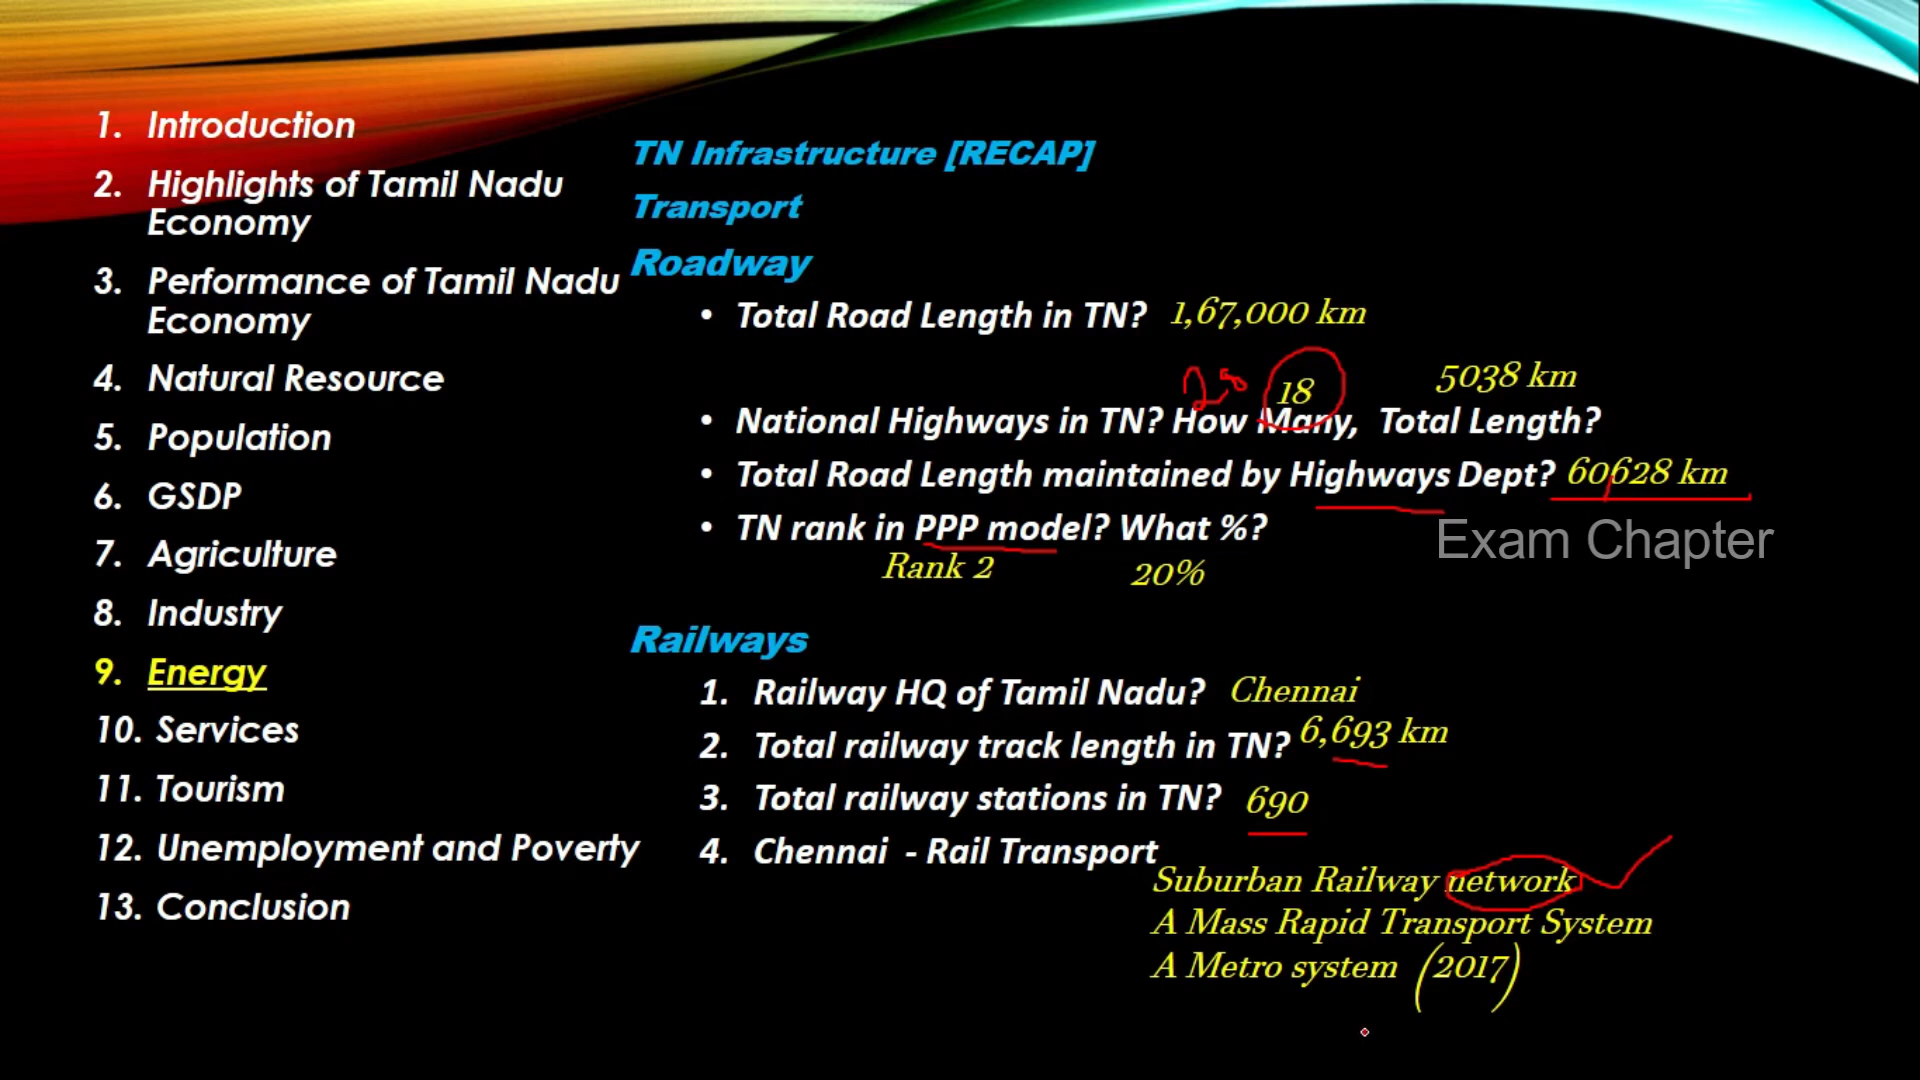 1. Introduction
2. Highlights of Tamil Nadu
Economy
3. Performance of Tamil Nadu
Economy
4. Natural Resource
5. Population
6. GSDP
7. Agriculture
8. Industry
9. Energy
10. Services
11. Tourism
12. Unemployment and Poverty
13. Conclusion
TN Infrastructure [RECAP]
Transport
Roadway
• Total Road Length in TN? 1,67,000 km
18 5038 km
• National Highways in TN? How Many, Total Length?
• Total Road Length maintained by Highways Dept? 60628 km
• TN rank in PPP model? What %?
Rank 2 20%
Exam Chapter
Railways
1. Railway HQ of Tamil Nadu? Chennai
2. Total railway track length in TN? 6,693 km
3. Total railway stations in TN? 690
4. Chennai - Rail Transport
Suburban Railway network
A Mass Rapid Transport System
A Metro system (2017)